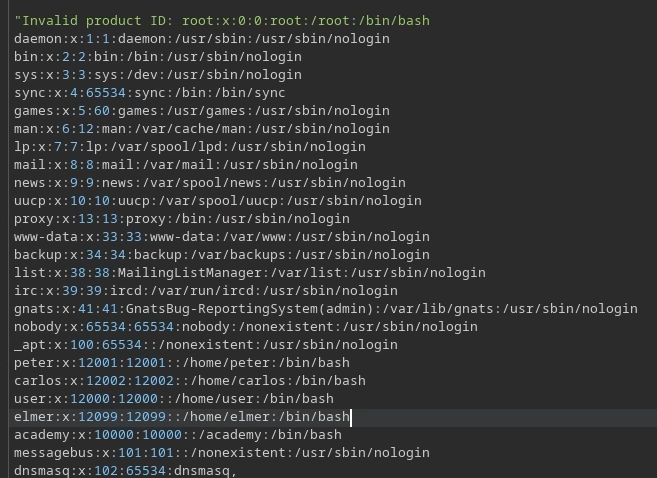 "Invalid product ID: root:x:0:0:root:/root:/bin/bash
daemon:x:1:1:daemon:/usr/sbin:/usr/sbin/nologin
bin:x:2:2:bin:/bin:/usr/sbin/nologin
sys:x:3:3:sys:/dev:/usr/sbin/nologin
sync:x:4:65534:sync:/bin:/bin/sync
games:x:5:60:games:/usr/games:/usr/sbin/nologin
man:x:6:12:man:/var/cache/man:/usr/sbin/nologin
lp:x:7:7:lp:/var/spool/lpd:/usr/sbin/nologin
mail:x:8:8:mail:/var/mail:/usr/sbin/nologin
news:x:9:9:news:/var/spool/news:/usr/sbin/nologin
uucp:x:10:10:uucp:/var/spool/uucp:/usr/sbin/nologin
proxy:x:13:13:proxy:/bin:/usr/sbin/nologin
www-data:x:33:33:www-data:/var/www:/usr/sbin/nologin
backup:x:34:34:backup:/var/backups:/usr/sbin/nologin
list:x:38:38:MailingListManager:/var/list:/usr/sbin/nologin
irc:x:39:39:ircd:/var/run/ircd:/usr/sbin/nologin
gnats:x:41:41:GnatsBug-ReportingSystem(admin):/var/lib/gnats:/usr/sbin/nologin
nobody:x:65534:65534:nobody:/nonexistent:/usr/sbin/nologin
_apt:x:100:65534::/nonexistent:/usr/sbin/nologin
peter:x:12001:12001::/home/peter:/bin/bash
carlos:x:12002:12002::/home/carlos:/bin/bash
user:x:12000:12000::/home/user:/bin/bash
elmer:x:12099:12099::/home/elmer:/bin/bash
academy:x:10000:10000::/academy:/bin/bash
messagebus:x:101:101::/nonexistent:/usr/sbin/nologin
dnsmasq:x:102:65534:dnsmasq,